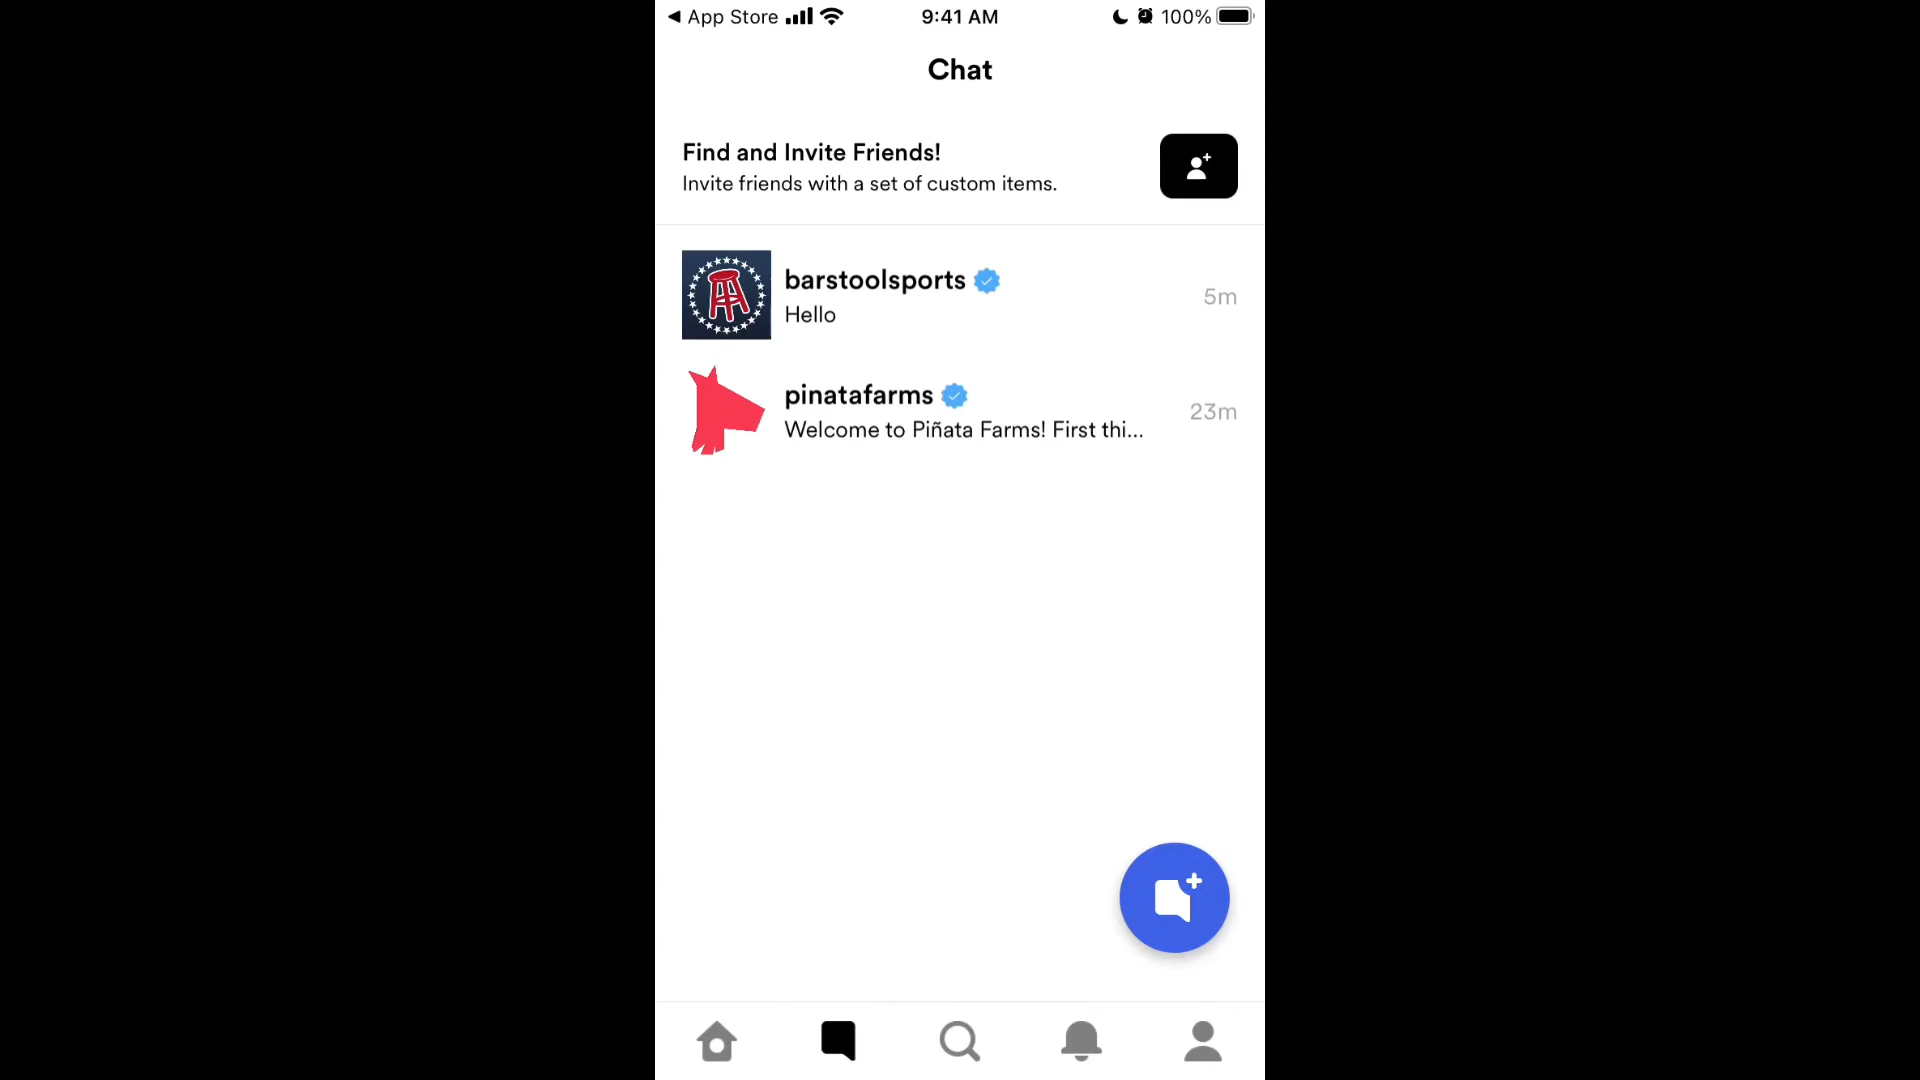 App Store
9:41 AM
100%
Chat
Find and Invite Friends!
Invite friends with a set of custom items.
barstoolsports
Hello
5m
pinatafarms
Welcome to Piñata Farms! First thi...
23m